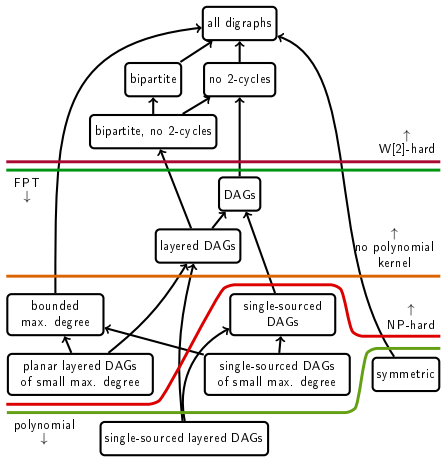 all digraphs
bipartite
no 2-cycles
bipartite, no 2-cycles
↑
W[2]-hard
FPT
↓
DAGs
layered DAGs
↑
no polynomial
kernel
bounded
max. degree
single-sourced
DAGs
↑
NP-hard
planar layered DAGs
of small max. degree
single-sourced DAGs
of small max. degree
symmetric
polynomial
↓
single-sourced layered DAGs